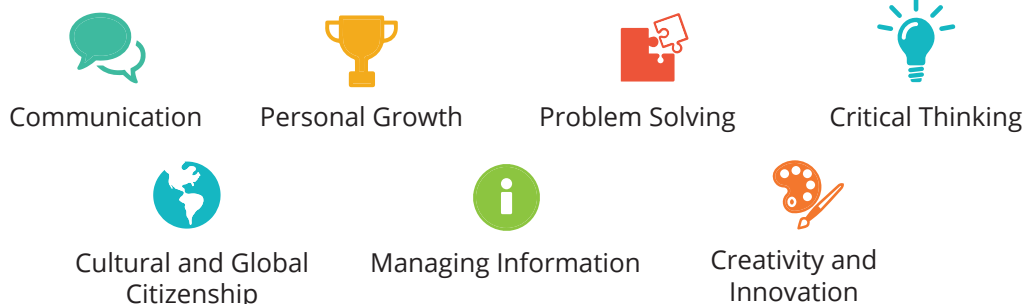 Communication
Personal Growth
Problem Solving
Critical Thinking
Cultural and Global
Citizenship
Managing Information
Creativity and
Innovation